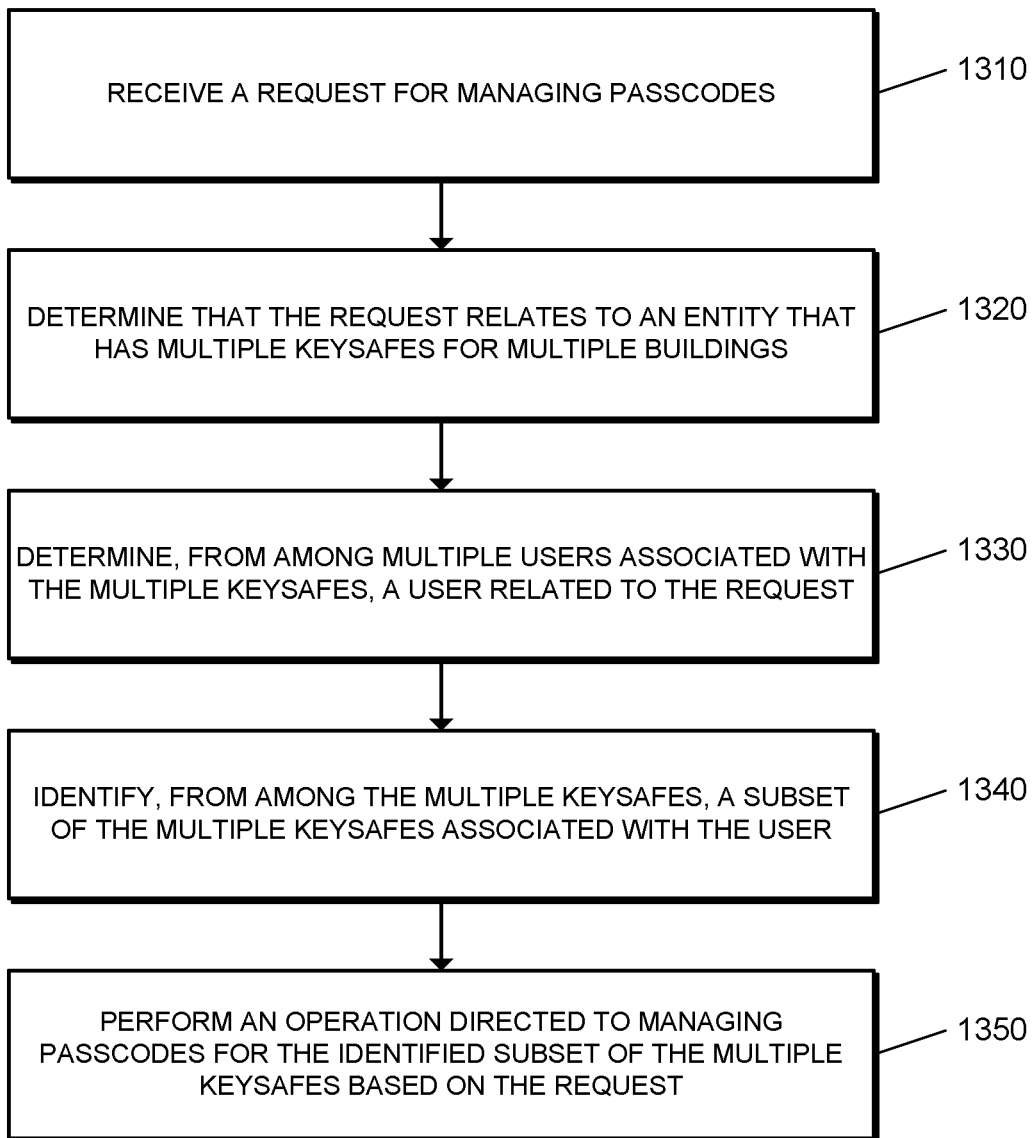 RECEIVE A REQUEST FOR MANAGING PASSCODES
1310
DETERMINE THAT THE REQUEST RELATES TO AN ENTITY THAT
HAS MULTIPLE KEYSAFES FOR MULTIPLE BUILDINGS
1320
DETERMINE, FROM AMONG MULTIPLE USERS ASSOCIATED WITH
THE MULTIPLE KEYSAFES, A USER RELATED TO THE REQUEST
1330
IDENTIFY, FROM AMONG THE MULTIPLE KEYSAFES, A SUBSET
OF THE MULTIPLE KEYSAFES ASSOCIATED WITH THE USER
1340
PERFORM AN OPERATION DIRECTED TO MANAGING
PASSCODES FOR THE IDENTIFIED SUBSET OF THE MULTIPLE
KEYSAFES BASED ON THE REQUEST
1350